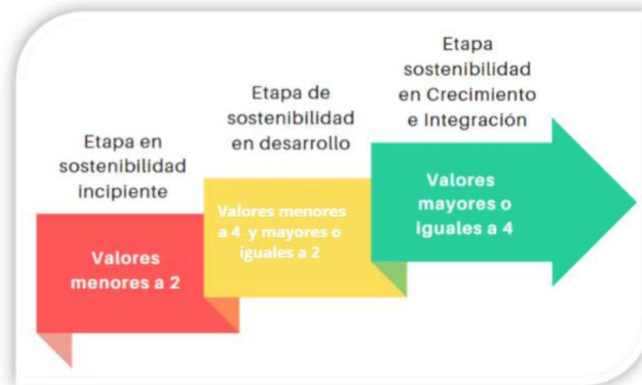 Etapa en
sostenibilidad
incipiente
Valores
menores a 2
Etapa de
sostenibilidad
en desarrollo
Valores menores
a 4 y mayores o
iguales a 2
Etapa
sostenibilidad
en Crecimiento
e Integración
Valores
mayores o
iguales a 4